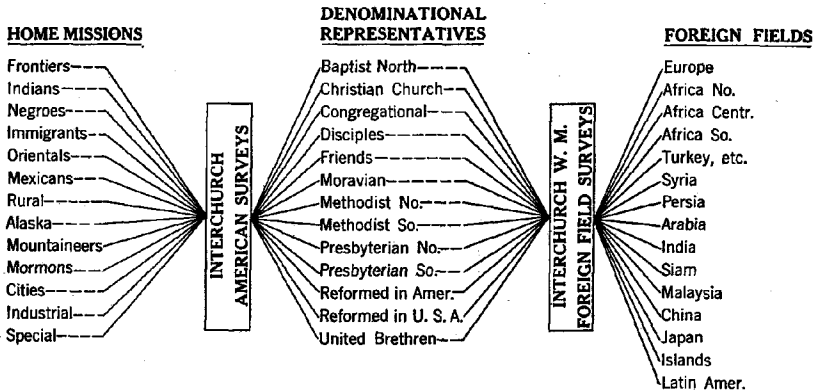 HOME MISSIONS
Frontiers
Indians
Negroes
Immigrants
Orientals
Mexicans
Rural
Alaska
Mountaineers
Mormons
Cities
Industrial
Special
INTERCHURCH
AMERICAN SURVEYS
DENOMINATIONAL
REPRESENTATIVES
Baptist North
Christian Church
Congregational
Disciples
Friends
Moravian
Methodist No.
Methodist So.
Presbyterian No.
Presbyterian So.
Reformed in Amer.
Reformed in U. S. A.
United Brethren
INTERCHURCH W. M.
FOREIGN FIELD SURVEYS
FOREIGN FIELDS
Europe
Africa No.
Africa Centr.
Africa So.
Turkey, etc.
Syria
Persia
Arabia
India
Siam
Malaysia
China
Japan
Islands
Latin Amer.